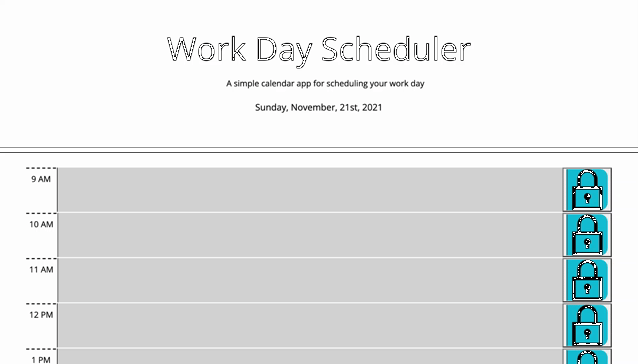 Work Day Scheduler
A simple calendar app for scheduling your work day
Sunday, November, 21st, 2021
9 AM
10 AM
11 AM
12 PM
1 PM